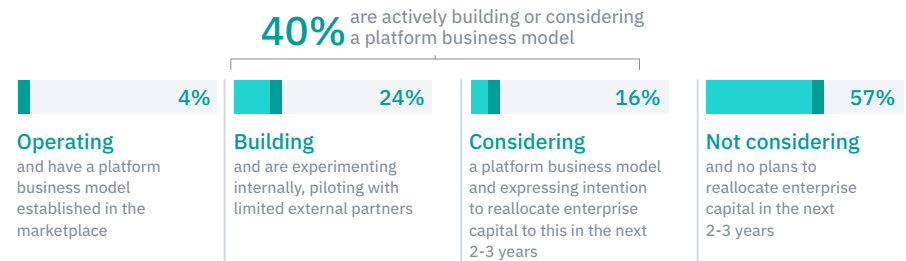 40% are actively building or considering
a platform business model
4%
Operating
and have a platform
business model
established in the
marketplace
24%
Building
and are experimenting
internally, piloting with
limited external partners
16%
Considering
a platform business model
and expressing intention
to reallocate enterprise
capital to this in the next
2-3 years
57%
Not considering
and no plans to
reallocate enterprise
capital in the next
2-3 years